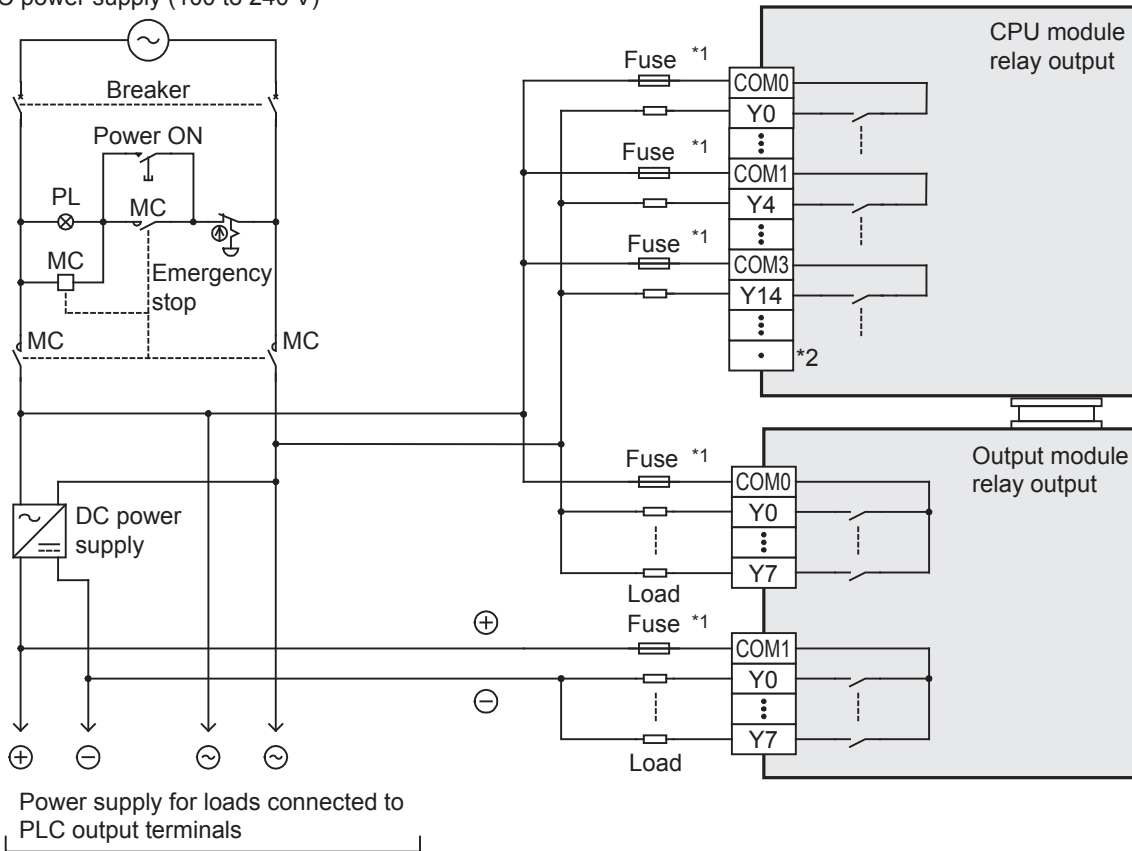 C power supply (100 to 240 V)
Breaker
Power ON
PL
MC
MC
Emergency
stop
MC
MC
DC power
supply
Power supply for loads connected to
PLC output terminals
CPU module
relay output
Fuse *1
COM0
Y0
Fuse *1
COM1
Y4
Fuse *1
COM3
Y14
*2
Output module
relay output
Fuse *1
COM0
Y0
Y7
Load
Fuse *1
COM1
Y0
Y7
Load